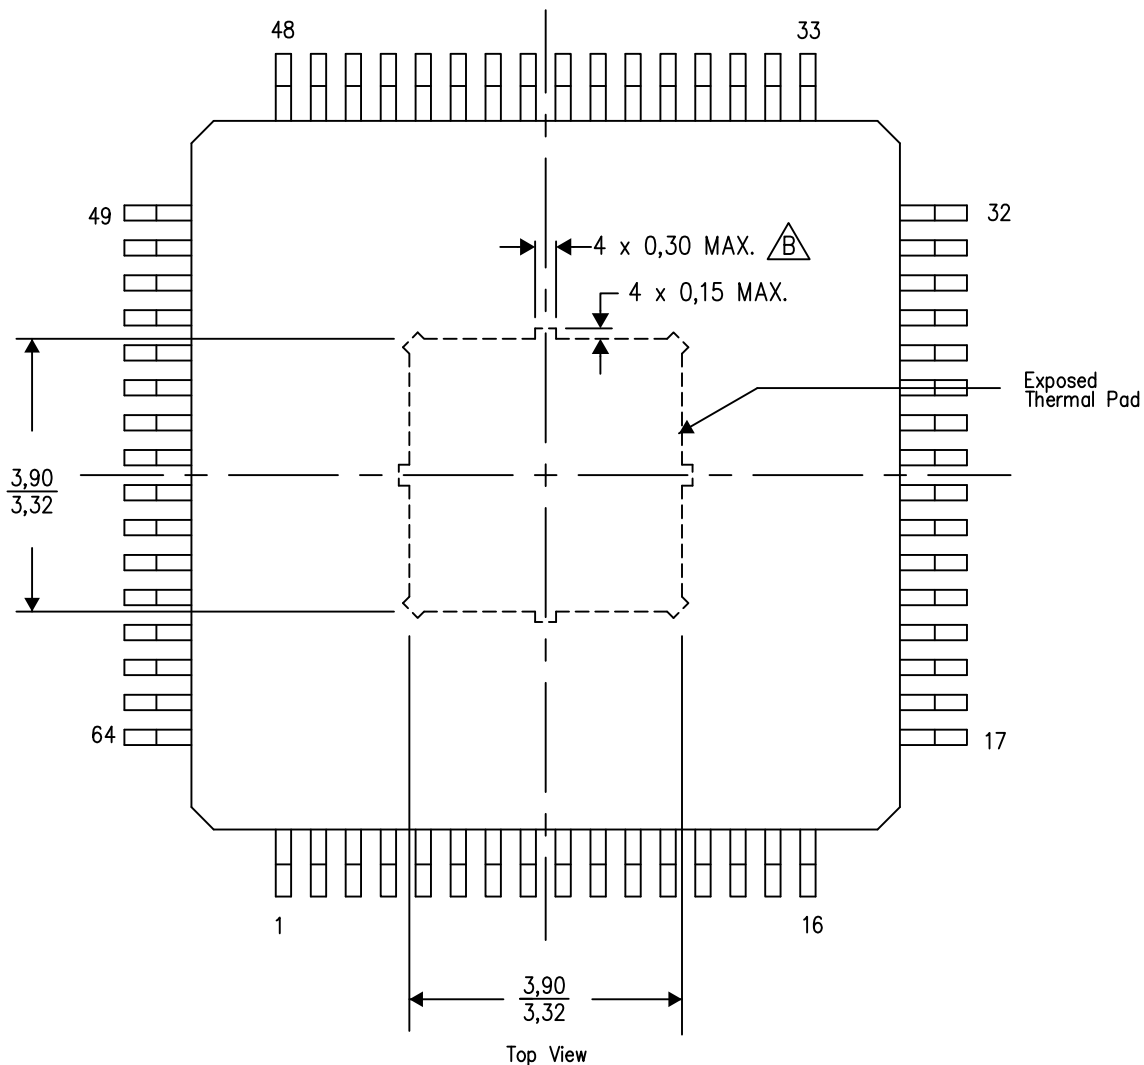 48
33
49
32
4 x 0,30 MAX. B
4 x 0,15 MAX.
Exposed
Thermal Pad
3,90
3,32
64
17
1
16
3,90
3,32
Top View